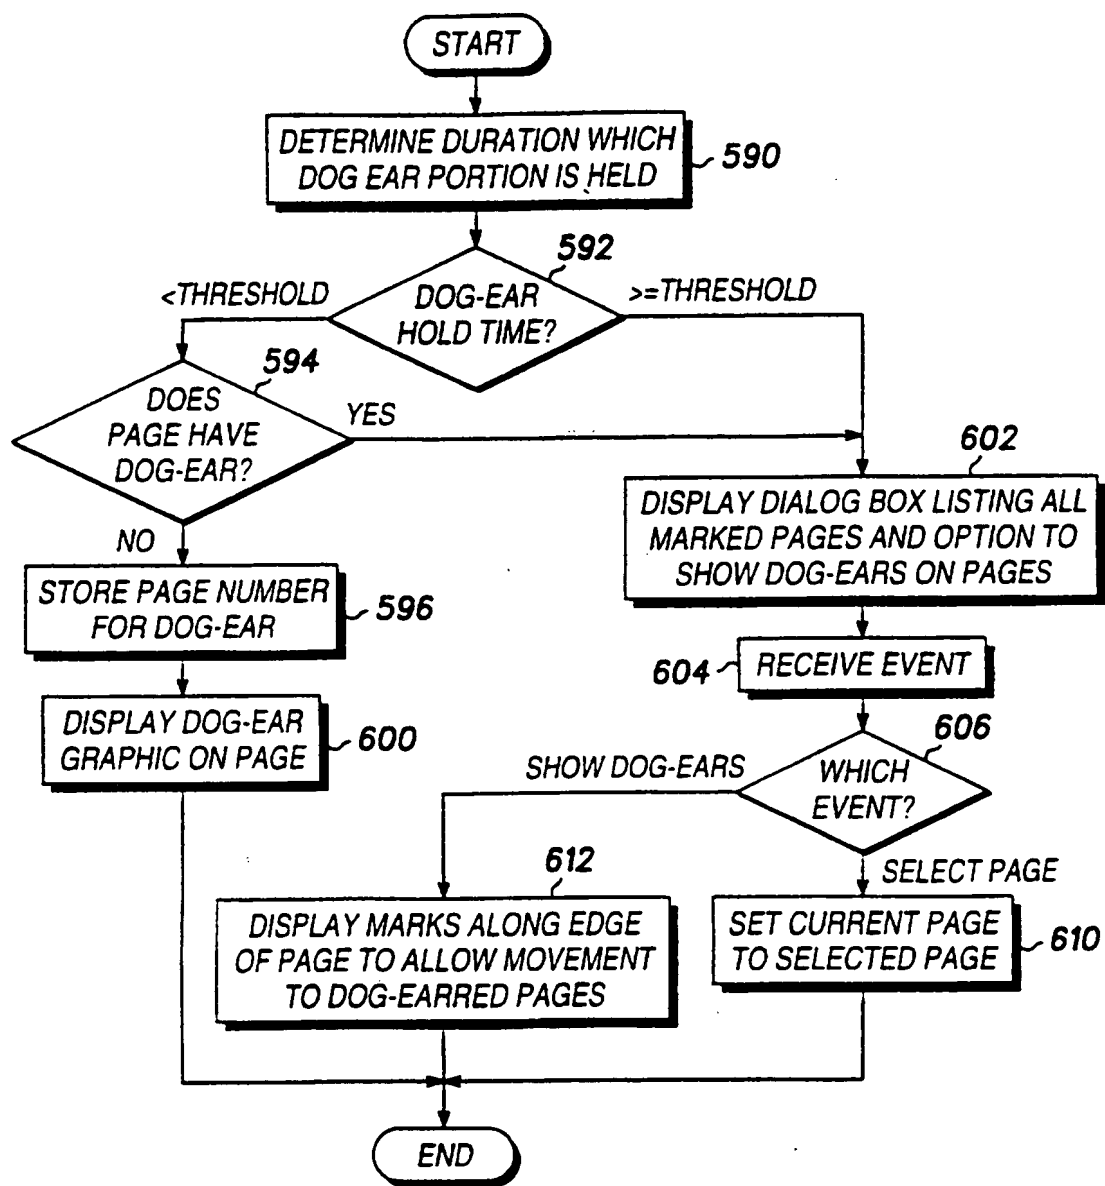 START
DETERMINE DURATION WHICH
DOG EAR PORTION IS HELD
590
592
<THRESHOLD
DOG-EAR
HOLD TIME?
>=THRESHOLD
594
DOES
PAGE HAVE
DOG-EAR?
YES
NO
STORE PAGE NUMBER
FOR DOG-EAR
596
DISPLAY DOG-EAR
GRAPHIC ON PAGE
600
602
DISPLAY DIALOG BOX LISTING ALL
MARKED PAGES AND OPTION TO
SHOW DOG-EARS ON PAGES
604
RECEIVE EVENT
606
SHOW DOG-EARS
WHICH
EVENT?
SELECT PAGE
612
DISPLAY MARKS ALONG EDGE
OF PAGE TO ALLOW MOVEMENT
TO DOG-EARRED PAGES
SET CURRENT PAGE
TO SELECTED PAGE
610
END